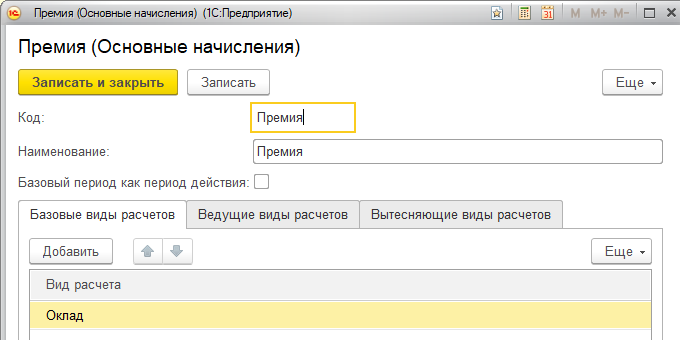 Премия (Основные начисления) (1С:Предприятие)
M M+ M-
Премия (Основные начисления)
Записать и закрыть Записать Еще
Код: Премия
Наименование: Премия
Базовый период как период действия:
Базовые виды расчетов Ведущие виды расчетов Вытесняющие виды расчетов
Добавить Еще
Вид расчета
Оклад